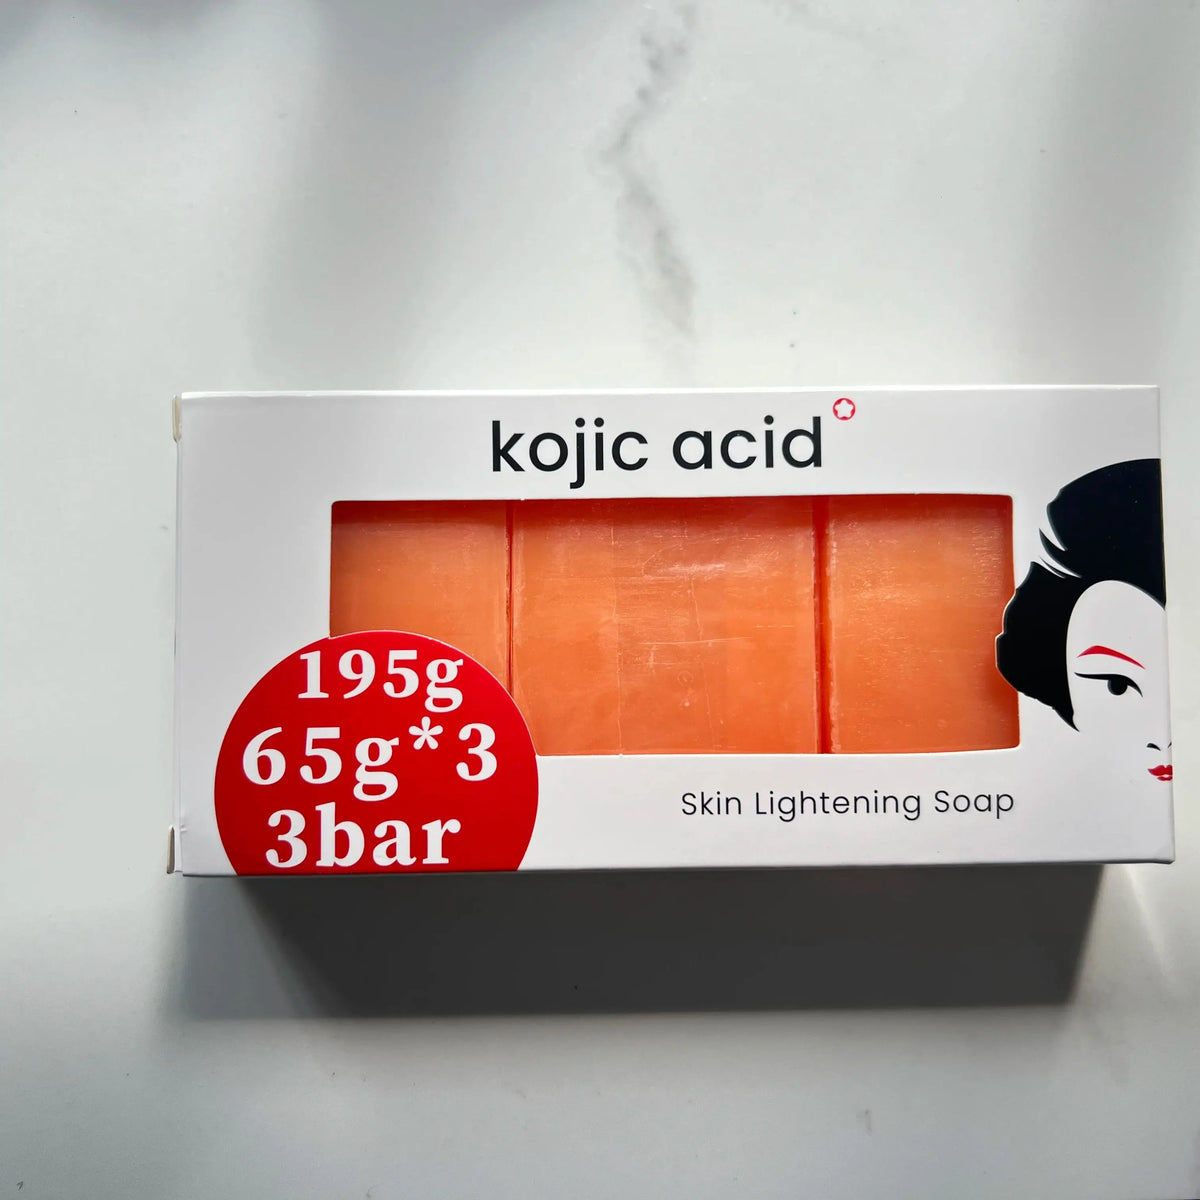 kojic acid
195g
65g*3
3bar
Skin Lightening Soap